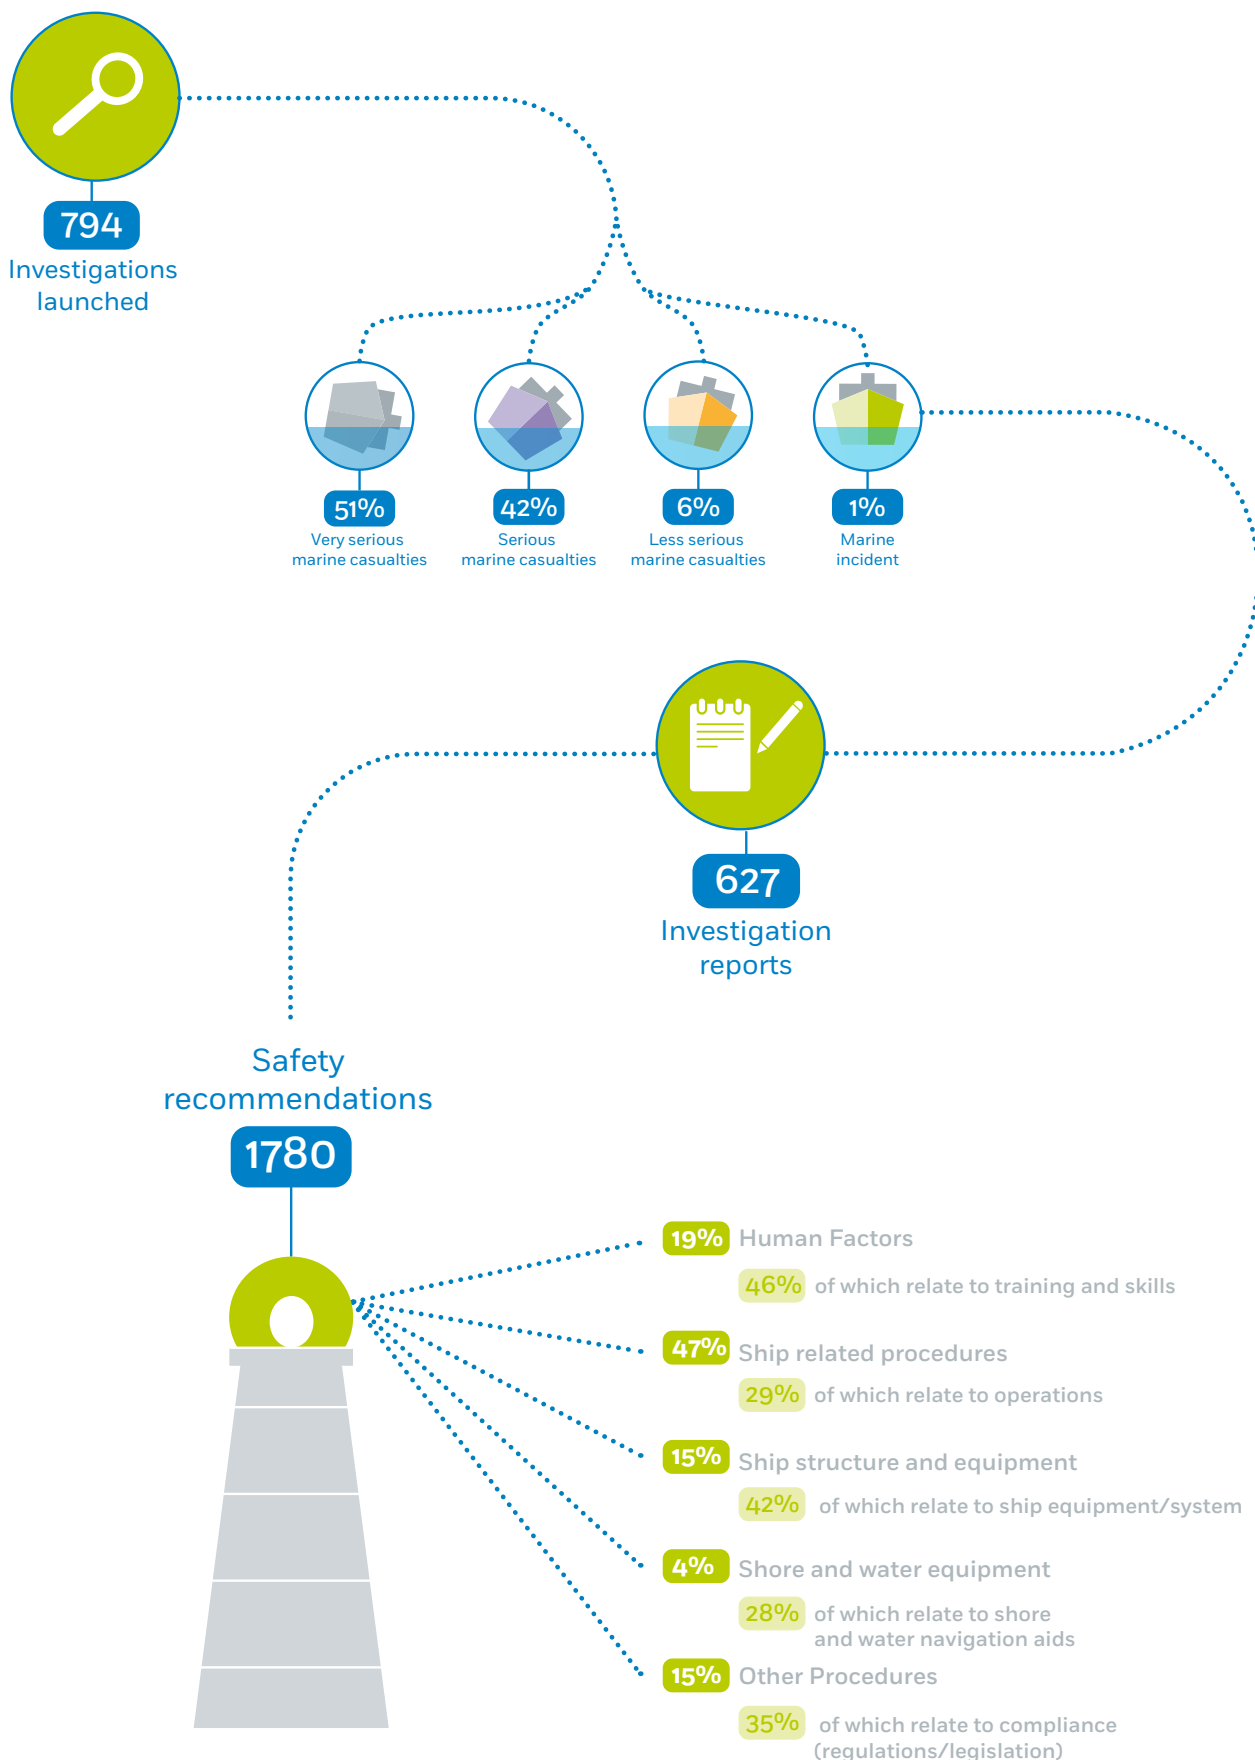 794
Investigations
launched
51%
Very serious
marine casualties
42%
Serious
marine casualties
6%
Less serious
marine casualties
1%
Marine
incident
627
Investigation
reports
Safety
recommendations
1780
19% Human Factors
46% of which relate to training and skills
47% Ship related procedures
29% of which relate to operations
15% Ship structure and equipment
42% of which relate to ship equipment/system
4% Shore and water equipment
28% of which relate to shore
and water navigation aids
15% Other Procedures
35% of which relate to compliance
(regulations/legislation)